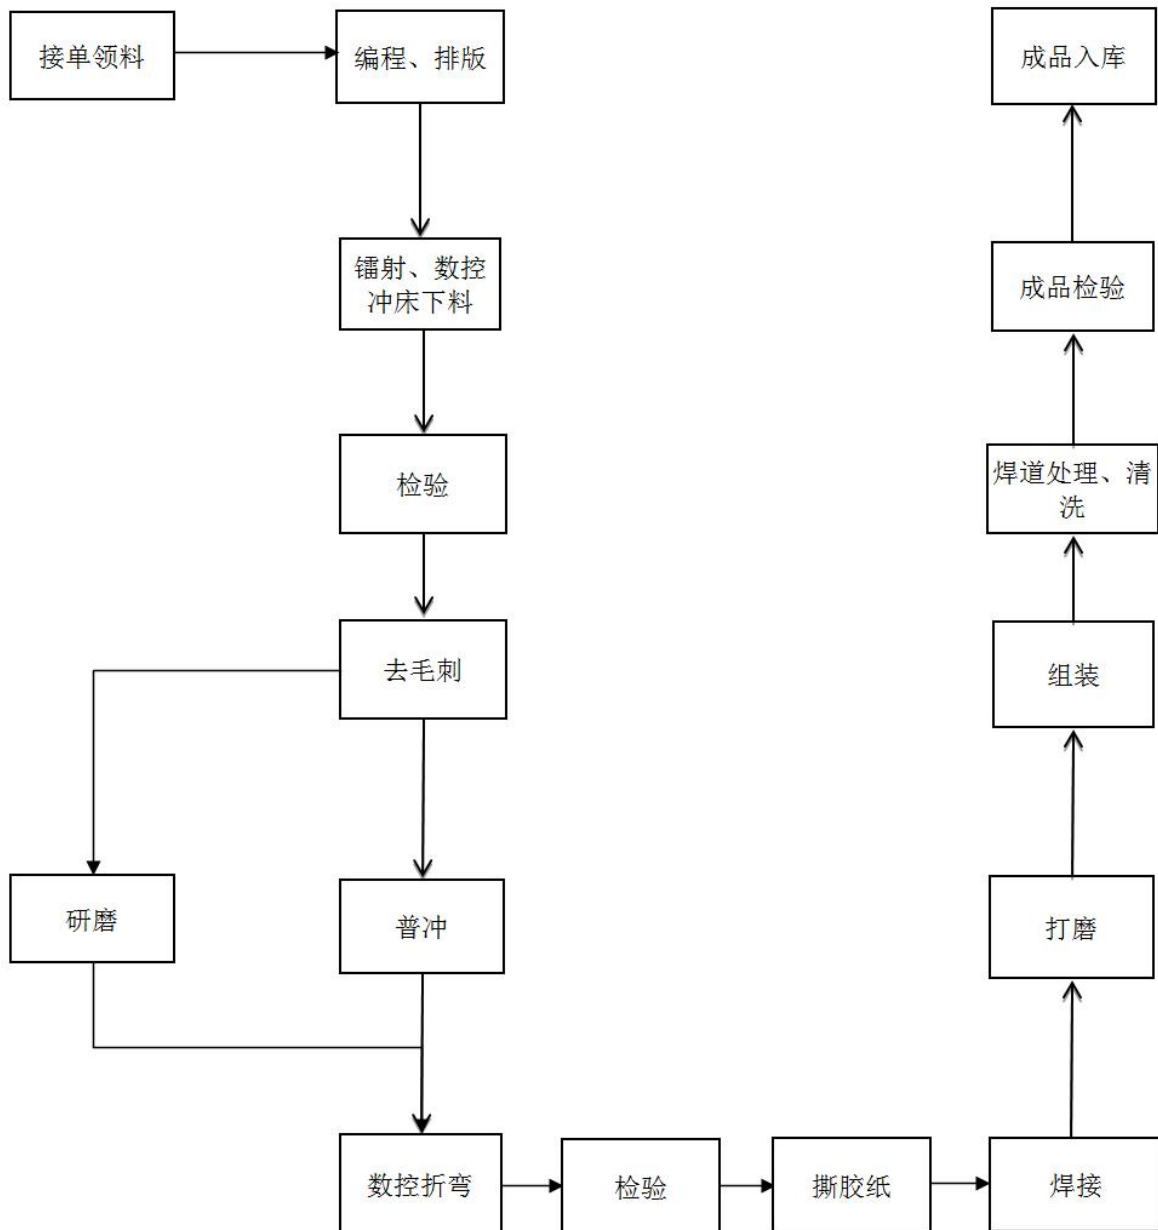 接单领料
编程、排版
镭射、数控
冲床下料
检验
去毛刺
研磨
普冲
数控折弯
检验
撕胶纸
焊接
打磨
组装
焊道处理、清
洗
成品检验
成品入库